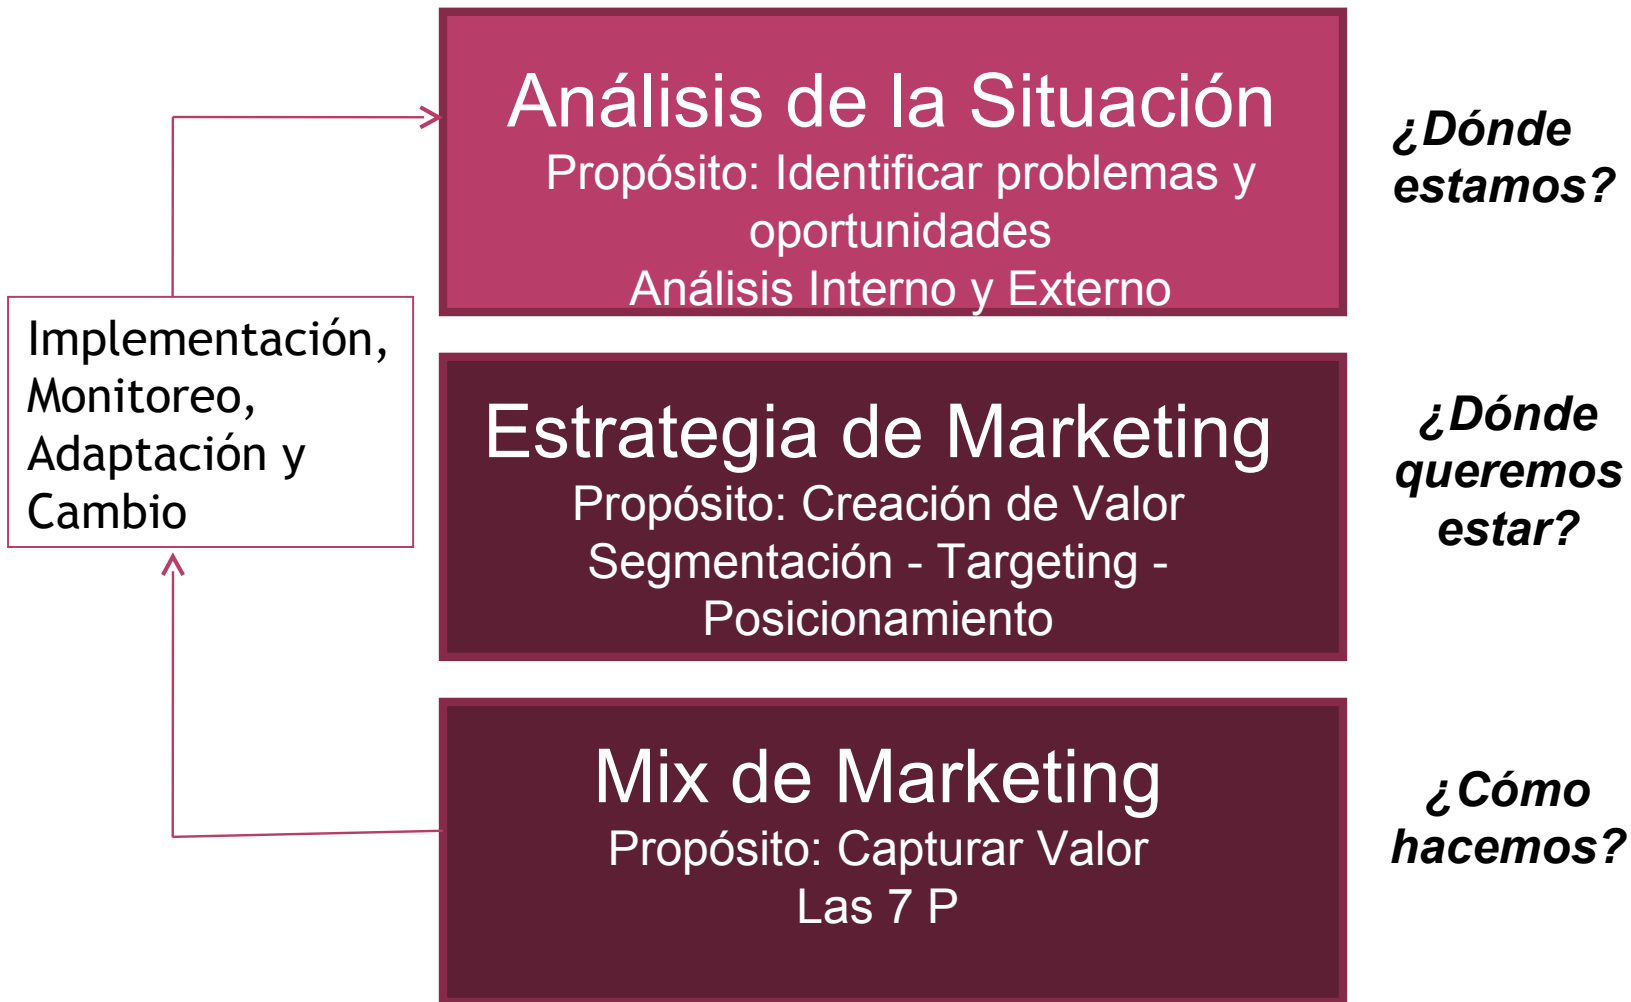 Análisis de la Situación
Propósito: Identificar problemas y
oportunidades
Análisis Interno y Externo
¿Dónde
estamos?
Implementación,
Monitoreo,
Adaptación y
Cambio
Estrategia de Marketing
Propósito: Creación de Valor
Segmentación - Targeting -
Posicionamiento
¿Dónde
queremos
estar?
Mix de Marketing
Propósito: Capturar Valor
Las 7 P
¿Cómo
hacemos?